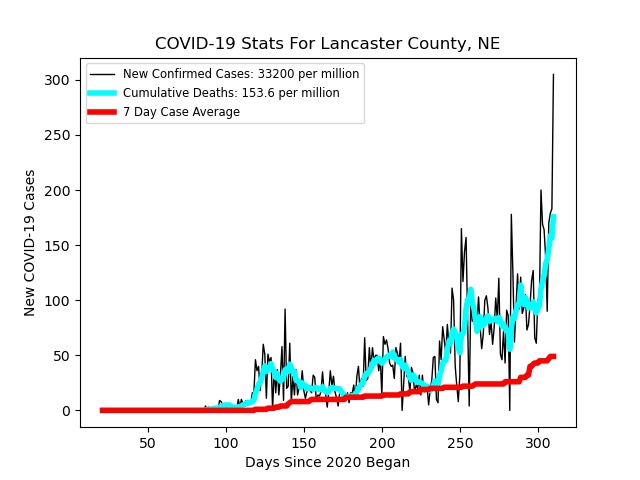 COVID-19 Stats For Lancaster County, NE
New Confirmed Cases: 33200 per million
Cumulative Deaths: 153.6 per million
7 Day Case Average
New COVID-19 Cases
300
250
200
150
100
50
0
50 100 150 200 250 300
Days Since 2020 Began